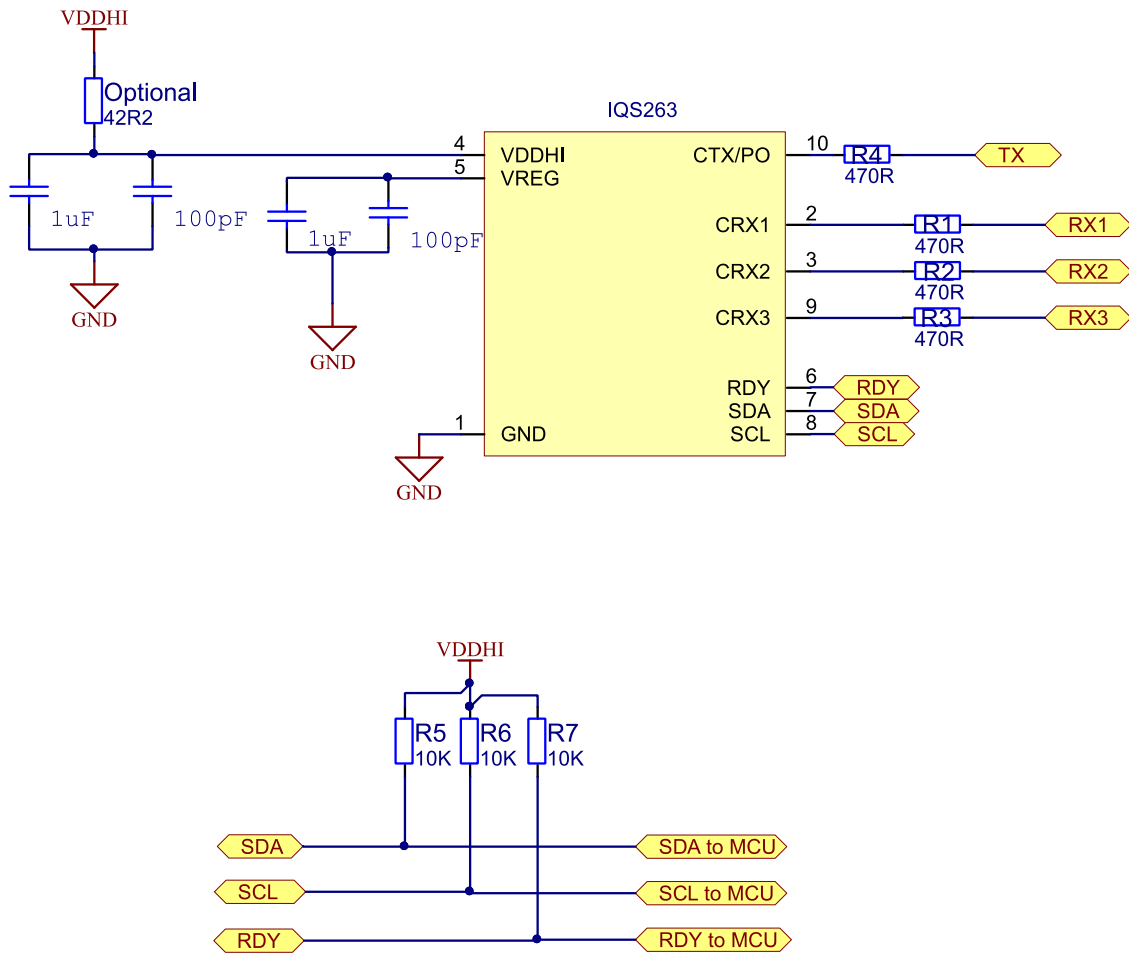 VDDHI
Optional
42R2
1uF
100pF
GND
1uF
100pF
GND
IQS263
4
VDDHI
5
VREG
1
GND
GND
CTX/PO
10
R4
470R
TX
CRX1
2
R1
470R
RX1
CRX2
3
R2
470R
RX2
CRX3
9
R3
470R
RX3
RDY
6
RDY
SDA
7
SDA
SCL
8
SCL
VDDHI
R5
10K
R6
10K
R7
10K
SDA
SDA to MCU
SCL
SCL to MCU
RDY
RDY to MCU